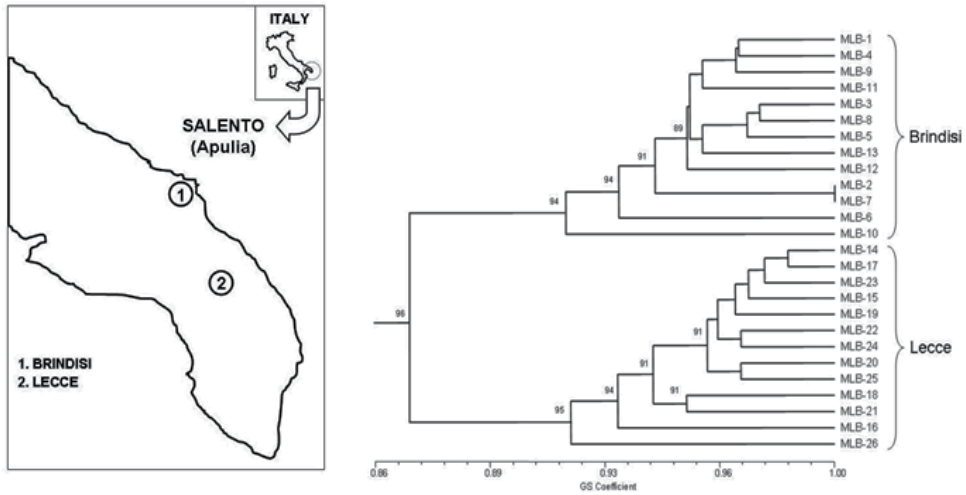 ITALY
SALENTO
(Apulia)
1
2
1. BRINDISI
2. LECCE
MLB-1
MLB-4
MLB-9
MLB-11
MLB-3
MLB-8
MLB-5
MLB-13
MLB-12
MLB-2
MLB-7
MLB-6
MLB-10
Brindisi
MLB-14
MLB-17
MLB-23
MLB-15
MLB-19
MLB-22
MLB-24
MLB-20
MLB-25
MLB-18
MLB-21
MLB-16
MLB-26
Lecce
89
91
94
94
96
91
91
91
94
95
0.86
0.89
0.93
0.96
1.00
GS Coefficient